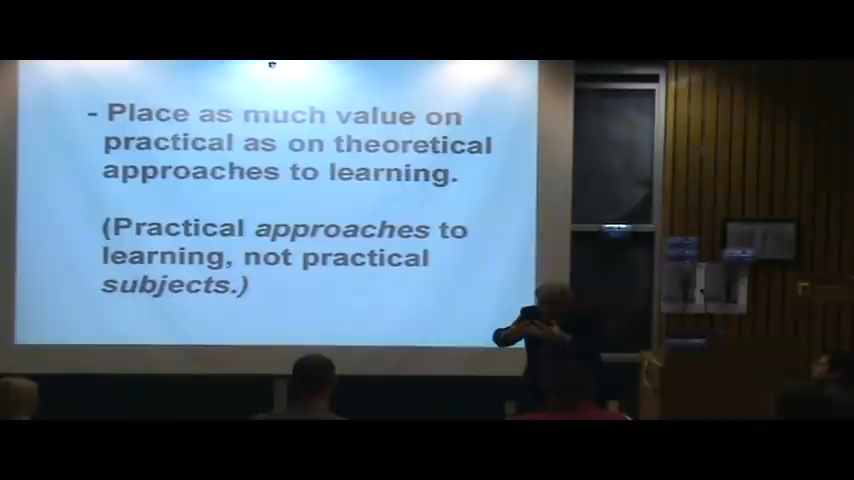 - Place as much value on
practical as on theoretical
approaches to learning.
(Practical approaches to
learning, not practical
subjects.)